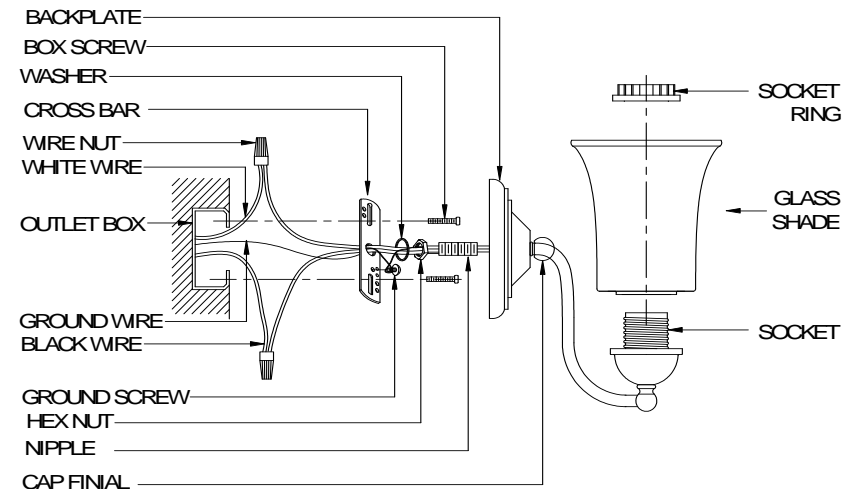 BACKPLATE
BOX SCREW
WASHER
CROSS BAR
WIRE NUT
WHITE WIRE
OUTLET BOX
GROUND WIRE
BLACK WIRE
GROUND SCREW
HEX NUT
NIPPLE
CAP FINIAL
SOCKET
RING
GLASS
SHADE
SOCKET